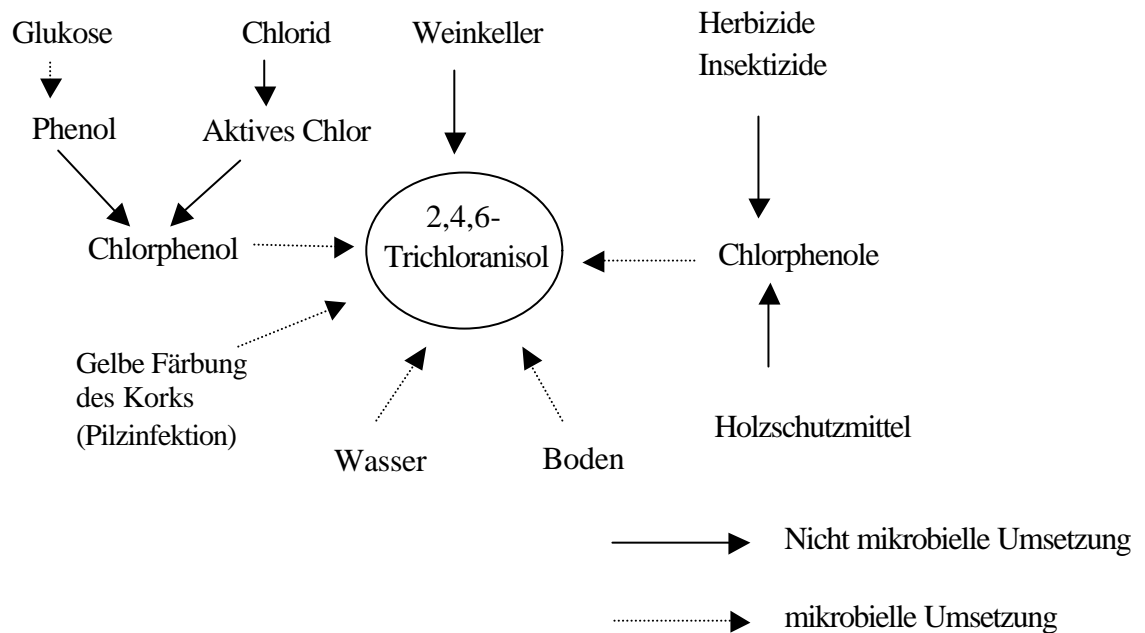 Glukose
Chlorid
Weinkeller
Herbizide
Insektizide
Phenol
Aktives Chlor
2,4,6-
Trichloranisol
Chlorphenol
Chlorphenole
Gelbe Färbung
des Korks
(Pilzinfektion)
Wasser
Boden
Holzschutzmittel
Nicht mikrobielle Umsetzung
mikrobielle Umsetzung